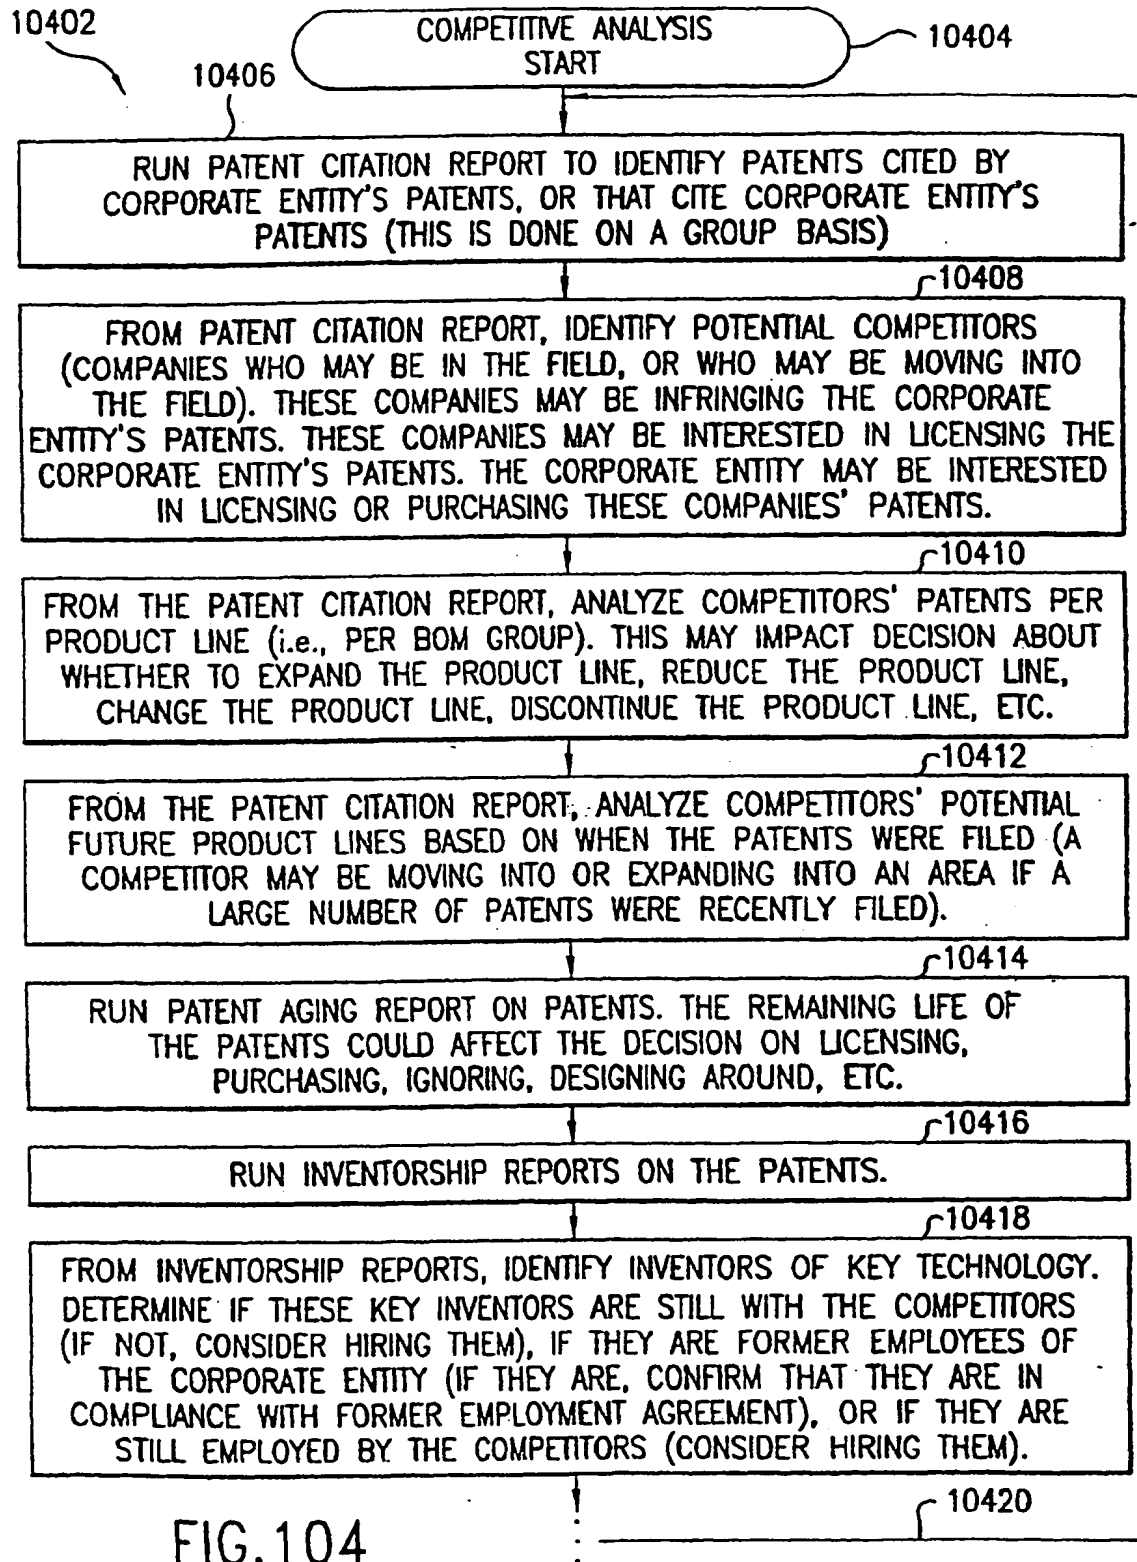 10402
COMPETITIVE ANALYSIS
START
10404
10406
RUN PATENT CITATION REPORT TO IDENTIFY PATENTS CITED BY
CORPORATE ENTITY'S PATENTS, OR THAT CITE CORPORATE ENTITY'S
PATENTS (THIS IS DONE ON A GROUP BASIS)
10408
FROM PATENT CITATION REPORT, IDENTIFY POTENTIAL COMPETITORS
(COMPANIES WHO MAY BE IN THE FIELD, OR WHO MAY BE MOVING INTO
THE FIELD). THESE COMPANIES MAY BE INFRINGING THE CORPORATE
ENTITY'S PATENTS. THESE COMPANIES MAY BE INTERESTED IN LICENSING THE
CORPORATE ENTITY'S PATENTS. THE CORPORATE ENTITY MAY BE INTERESTED
IN LICENSING OR PURCHASING THESE COMPANIES' PATENTS.
10410
FROM THE PATENT CITATION REPORT, ANALYZE COMPETITORS' PATENTS PER
PRODUCT LINE (i.e., PER BOM GROUP). THIS MAY IMPACT DECISION ABOUT
WHETHER TO EXPAND THE PRODUCT LINE, REDUCE THE PRODUCT LINE,
CHANGE THE PRODUCT LINE, DISCONTINUE THE PRODUCT LINE, ETC.
10412
FROM THE PATENT CITATION REPORT, ANALYZE COMPETITORS' POTENTIAL
FUTURE PRODUCT LINES BASED ON WHEN THE PATENTS WERE FILED (A
COMPETITOR MAY BE MOVING INTO OR EXPANDING INTO AN AREA IF A
LARGE NUMBER OF PATENTS WERE RECENTLY FILED).
10414
RUN PATENT AGING REPORT ON PATENTS. THE REMAINING LIFE OF
THE PATENTS COULD AFFECT THE DECISION ON LICENSING,
PURCHASING, IGNORING, DESIGNING AROUND, ETC.
10416
RUN INVENTORSHIP REPORTS ON THE PATENTS.
10418
FROM INVENTORSHIP REPORTS, IDENTIFY INVENTORS OF KEY TECHNOLOGY.
DETERMINE IF THESE KEY INVENTORS ARE STILL WITH THE COMPETITORS
(IF NOT, CONSIDER HIRING THEM), IF THEY ARE FORMER EMPLOYEES OF
THE CORPORATE ENTITY (IF THEY ARE, CONFIRM THAT THEY ARE IN
COMPLIANCE WITH FORMER EMPLOYMENT AGREEMENT), OR IF THEY ARE
STILL EMPLOYED BY THE COMPETITORS (CONSIDER HIRING THEM).
10420
FIG.104